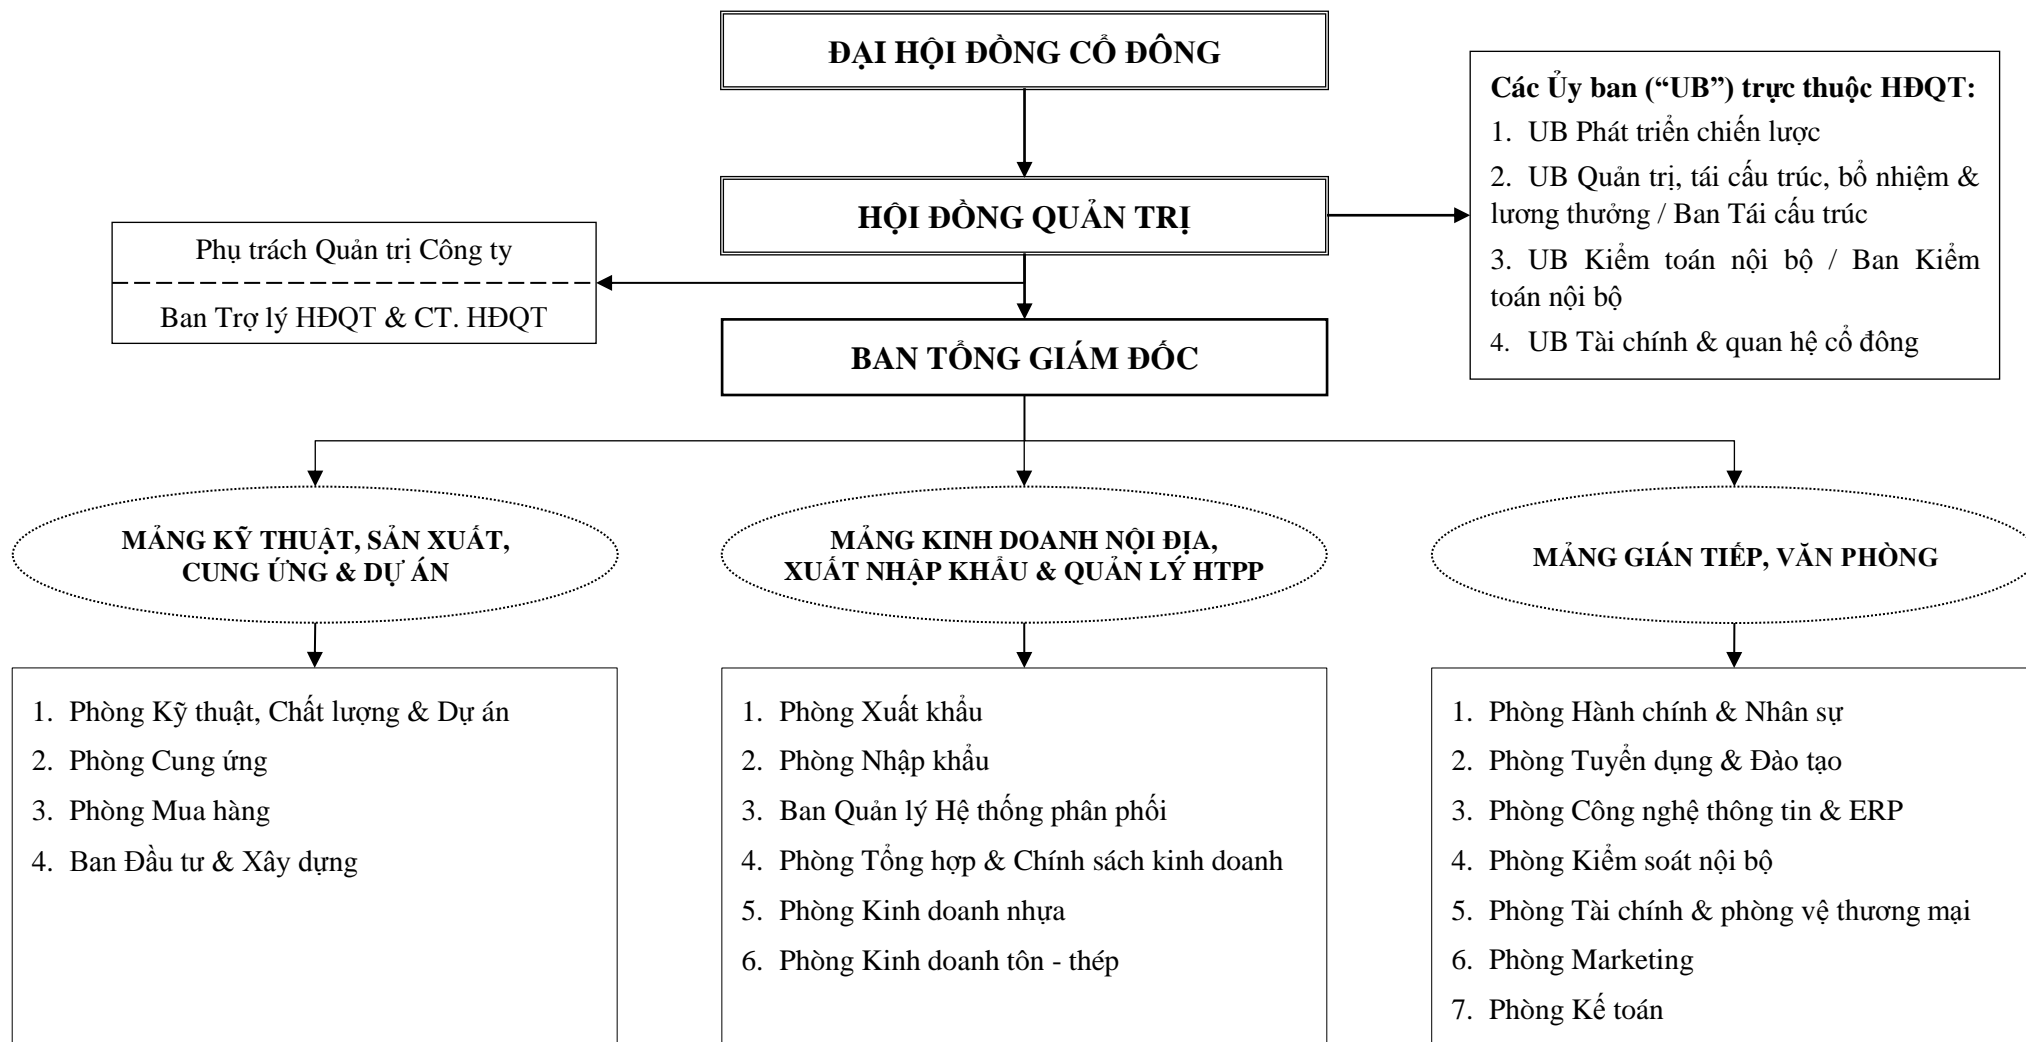 ĐẠI HỘI ĐỒNG CỔ ĐÔNG
Các Ủy ban (“UB”) trực thuộc HĐQT:
1. UB Phát triển chiến lược
2. UB Quản trị, tái cấu trúc, bổ nhiệm &
lương thưởng / Ban Tái cấu trúc
3. UB Kiểm toán nội bộ / Ban Kiểm
toán nội bộ
4. UB Tài chính & quan hệ cổ đông
HỘI ĐỒNG QUẢN TRỊ
Phụ trách Quản trị Công ty
Ban Trợ lý HĐQT & CT. HĐQT
BAN TỔNG GIÁM ĐỐC
MẢNG KỸ THUẬT, SẢN XUẤT,
CUNG ỨNG & DỰ ÁN
MẢNG KINH DOANH NỘI ĐỊA,
XUẤT NHẬP KHẨU & QUẢN LÝ HTPP
MẢNG GIÁN TIẾP, VĂN PHÒNG
1. Phòng Kỹ thuật, Chất lượng & Dự án
2. Phòng Cung ứng
3. Phòng Mua hàng
4. Ban Đầu tư & Xây dựng
1. Phòng Xuất khẩu
2. Phòng Nhập khẩu
3. Ban Quản lý Hệ thống phân phối
4. Phòng Tổng hợp & Chính sách kinh doanh
5. Phòng Kinh doanh nhựa
6. Phòng Kinh doanh tôn - thép
1. Phòng Hành chính & Nhân sự
2. Phòng Tuyển dụng & Đào tạo
3. Phòng Công nghệ thông tin & ERP
4. Phòng Kiểm soát nội bộ
5. Phòng Tài chính & phòng vệ thương mại
6. Phòng Marketing
7. Phòng Kế toán